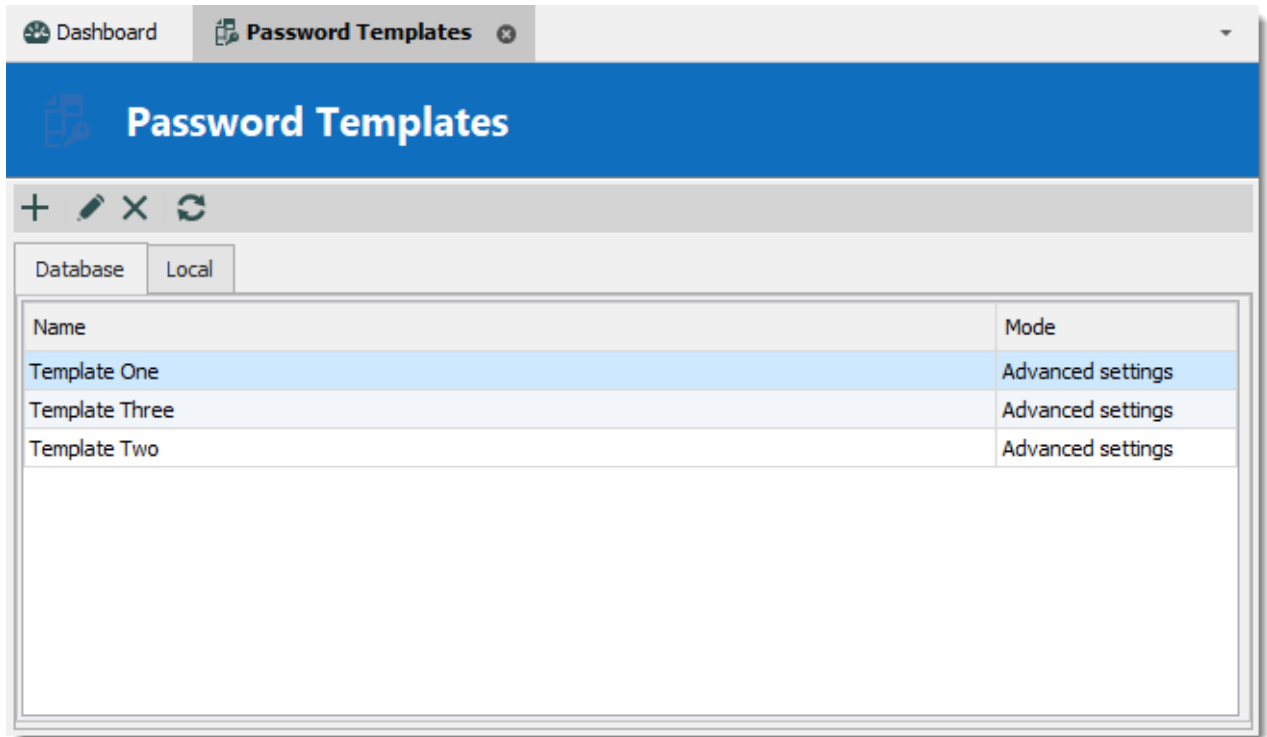 Dashboard Password Templates
Password Templates
Database Local
Name Mode
Template One Advanced settings
Template Three Advanced settings
Template Two Advanced settings